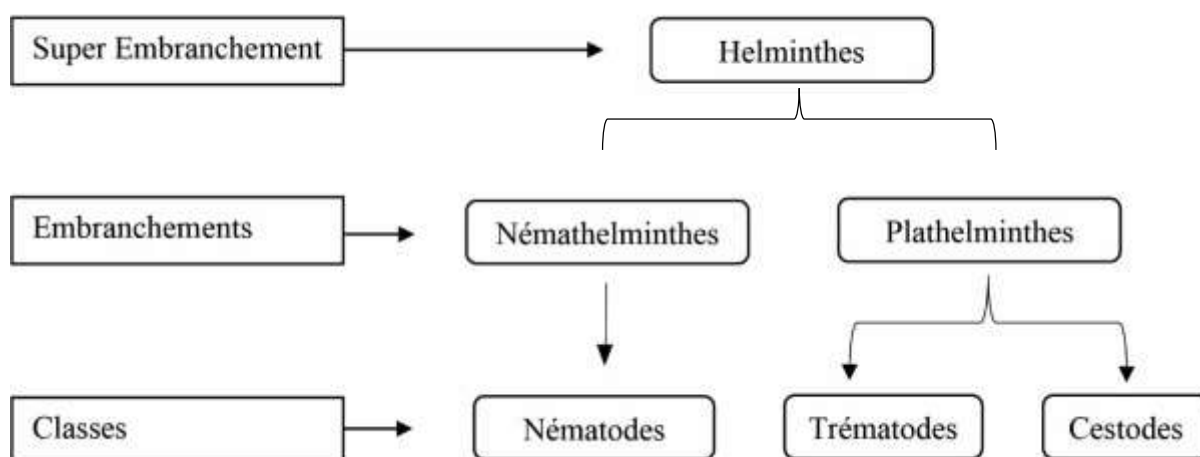 Super Embranchement
Helminthes
Embranchements
Némathelminthes
Plathelminthes
Classes
Nématodes
Trématodes
Cestodes